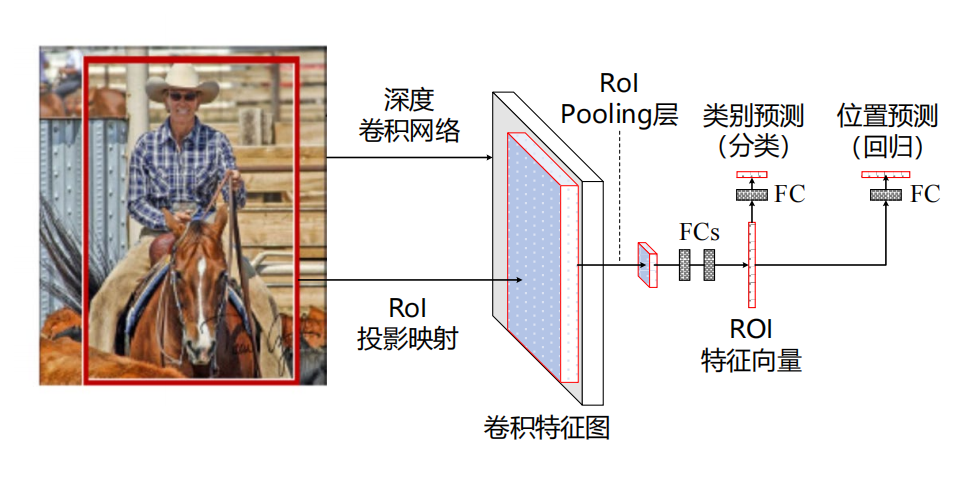 深度
卷积网络
RoI
投影映射
卷积特征图
RoI
Pooling层
FCs
ROI
特征向量
类别预测
（分类）
FC
位置预测
（回归）
FC